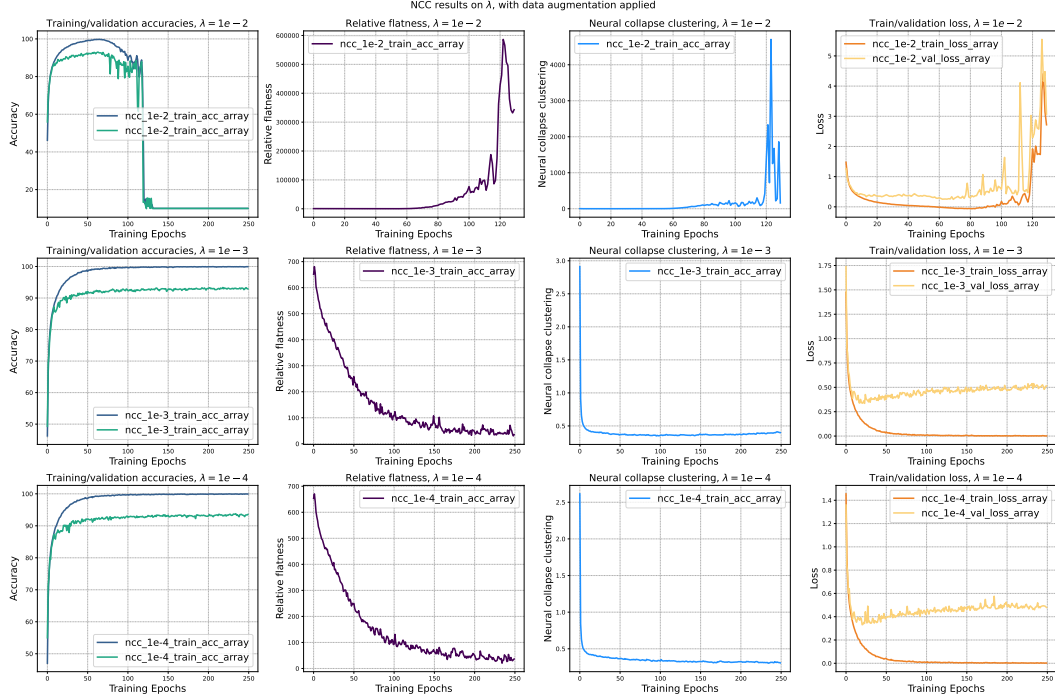 NCC results on λ, with data augmentation applied
Training/validation accuracies, λ = 1e−2
Relative flatness, λ = 1e−2
Neural collapse clustering, λ = 1e−2
Train/validation loss, λ = 1e−2
Accuracy
100
80
60
40
20
ncc_1e-2_train_acc_array
ncc_1e-2_train_acc_array
0 50 100 150 200 250
Training Epochs
Relative flatness
600000
500000
400000
300000
200000
100000
0
ncc_1e-2_train_acc_array
0 20 40 60 80 100 120
Training Epochs
Neural collapse clustering
4000
3000
2000
1000
0
ncc_1e-2_train_acc_array
0 20 40 60 80 100 120
Training Epochs
Loss
5
4
3
2
1
0
ncc_1e-2_train_loss_array
ncc_1e-2_val_loss_array
0 20 40 60 80 100 120
Training Epochs
Training/validation accuracies, λ = 1e−3
Relative flatness, λ = 1e−3
Neural collapse clustering, λ = 1e−3
Train/validation loss, λ = 1e−3
Accuracy
100
90
80
70
60
50
ncc_1e-3_train_acc_array
ncc_1e-3_train_acc_array
0 50 100 150 200 250
Training Epochs
Relative flatness
700
600
500
400
300
200
100
0
ncc_1e-3_train_acc_array
0 50 100 150 200 250
Training Epochs
Neural collapse clustering
3.0
2.5
2.0
1.5
1.0
0.5
ncc_1e-3_train_acc_array
0 50 100 150 200 250
Training Epochs
Loss
1.75
1.50
1.25
1.00
0.75
0.50
0.25
0.00
ncc_1e-3_train_loss_array
ncc_1e-3_val_loss_array
0 50 100 150 200 250
Training Epochs
Training/validation accuracies, λ = 1e−4
Relative flatness, λ = 1e−4
Neural collapse clustering, λ = 1e−4
Train/validation loss, λ = 1e−4
Accuracy
100
90
80
70
60
50
ncc_1e-4_train_acc_array
ncc_1e-4_train_acc_array
0 50 100 150 200 250
Training Epochs
Relative flatness
700
600
500
400
300
200
100
0
ncc_1e-4_train_acc_array
0 50 100 150 200 250
Training Epochs
Neural collapse clustering
2.5
2.0
1.5
1.0
0.5
ncc_1e-4_train_acc_array
0 50 100 150 200 250
Training Epochs
Loss
1.4
1.2
1.0
0.8
0.6
0.4
0.2
0.0
ncc_1e-4_train_loss_array
ncc_1e-4_val_loss_array
0 50 100 150 200 250
Training Epochs